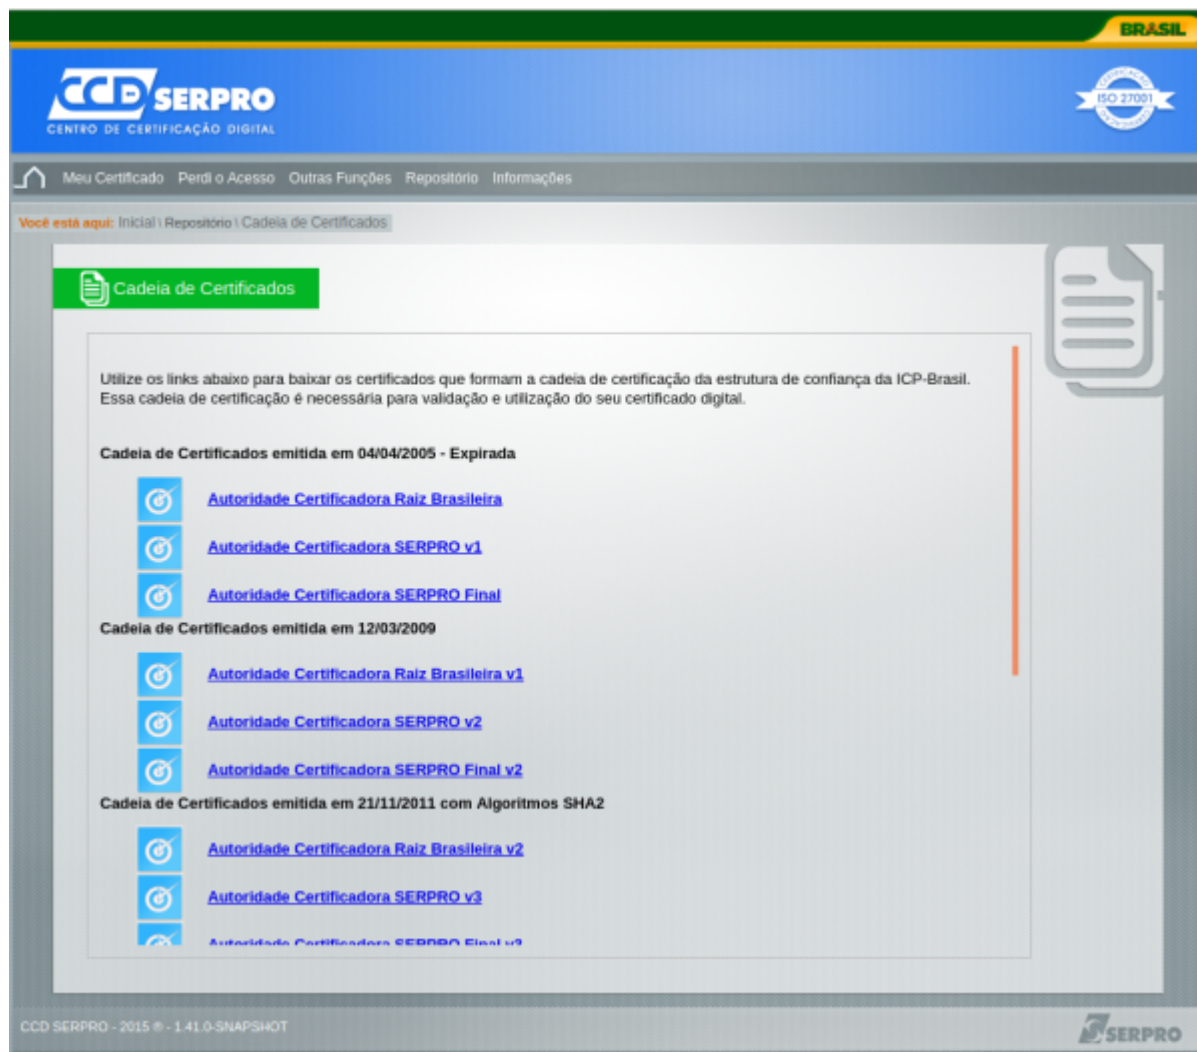 BRASIL
CCD SERPRO
CENTRO DE CERTIFICAÇÃO DIGITAL
ISO 27001
Meu Certificado Perdi o Acesso Outras Funções Repositório Informações
Você está aqui: Inicial \ Repositório \ Cadeia de Certificados
Cadeia de Certificados
Utilize os links abaixo para baixar os certificados que formam a cadeia de certificação da estrutura de confiança da ICP-Brasil.
Essa cadeia de certificação é necessária para validação e utilização do seu certificado digital.
Cadeia de Certificados emitida em 04/04/2005 - Expirada
Autoridade Certificadora Raiz Brasileira
Autoridade Certificadora SERPRO v1
Autoridade Certificadora SERPRO Final
Cadeia de Certificados emitida em 12/03/2009
Autoridade Certificadora Raiz Brasileira v1
Autoridade Certificadora SERPRO v2
Autoridade Certificadora SERPRO Final v2
Cadeia de Certificados emitida em 21/11/2011 com Algoritmos SHA2
Autoridade Certificadora Raiz Brasileira v2
Autoridade Certificadora SERPRO v3
Autoridade Certificadora SERPRO Final v3
CCD SERPRO - 2015 ® - 1.41.0-SNAPSHOT
SERPRO